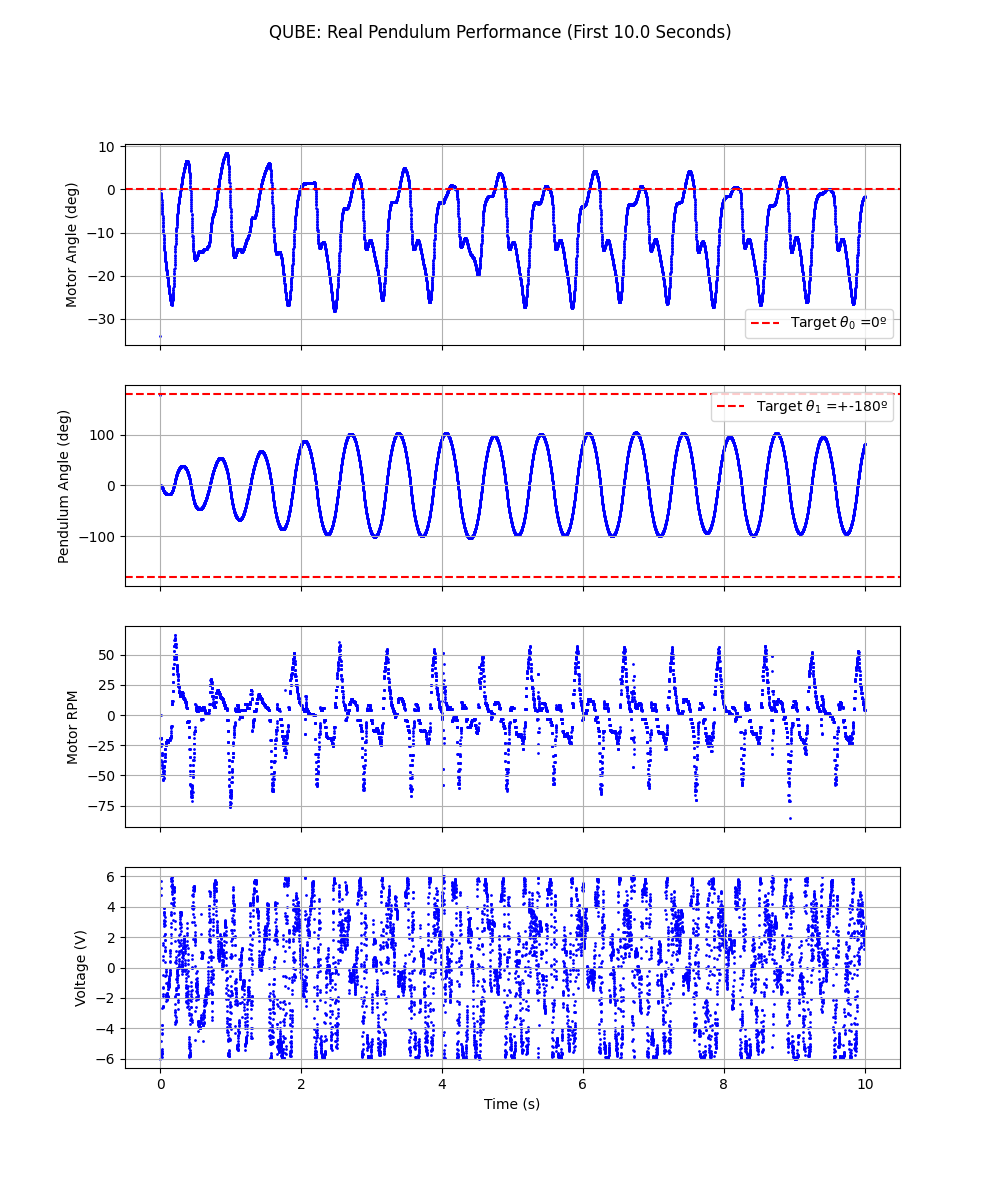 QUBE: Real Pendulum Performance (First 10.0 Seconds)
10
0
−10
−20
−30
Motor Angle (deg)
Target θ0 =0º
100
0
−100
Pendulum Angle (deg)
Target θ1 =+-180º
50
25
0
−25
−50
−75
Motor RPM
6
4
2
0
−2
−4
−6
Voltage (V)
0 2 4 6 8 10
Time (s)